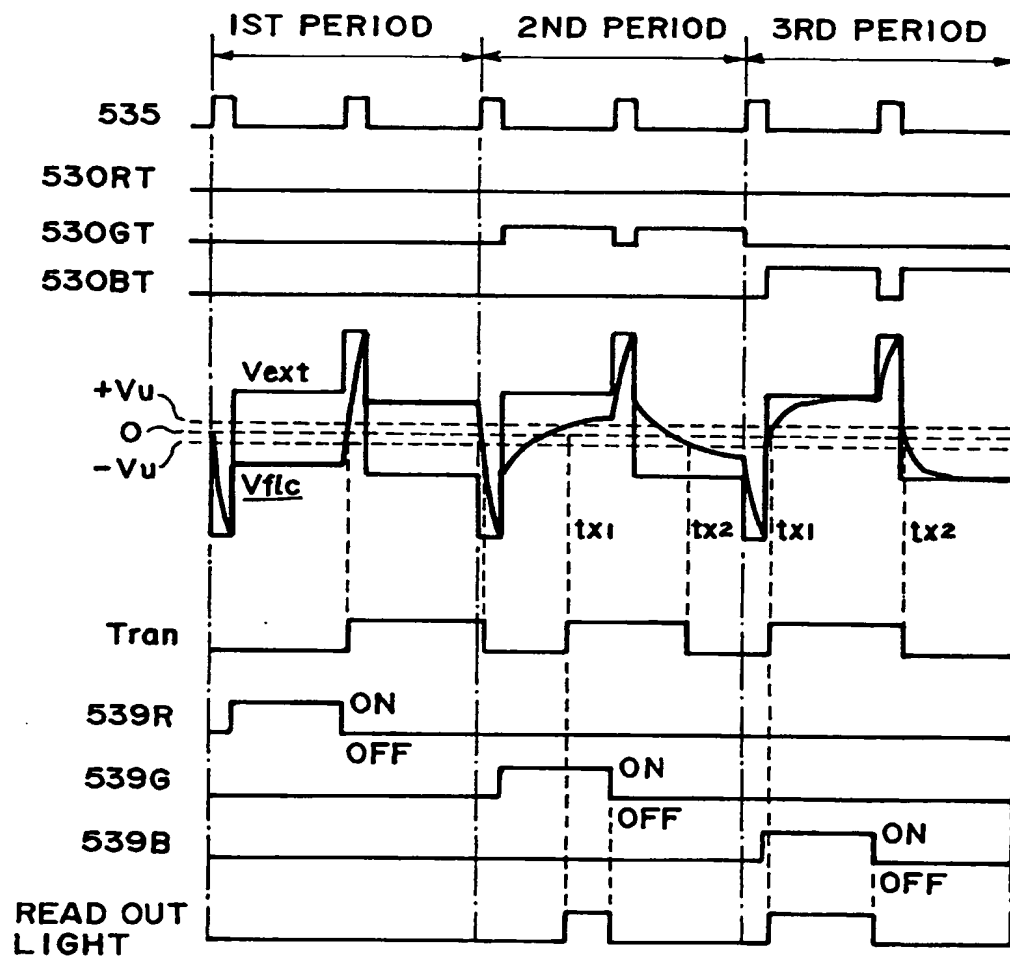 1ST PERIOD 2ND PERIOD 3RD PERIOD
535
530RT
530GT
530BT
Vext
+Vu
0
-Vu
Vflc
tx1 tx2 tx1 tx2
Tran
539R
ON
OFF
539G
ON
OFF
539B
ON
OFF
READ OUT
LIGHT